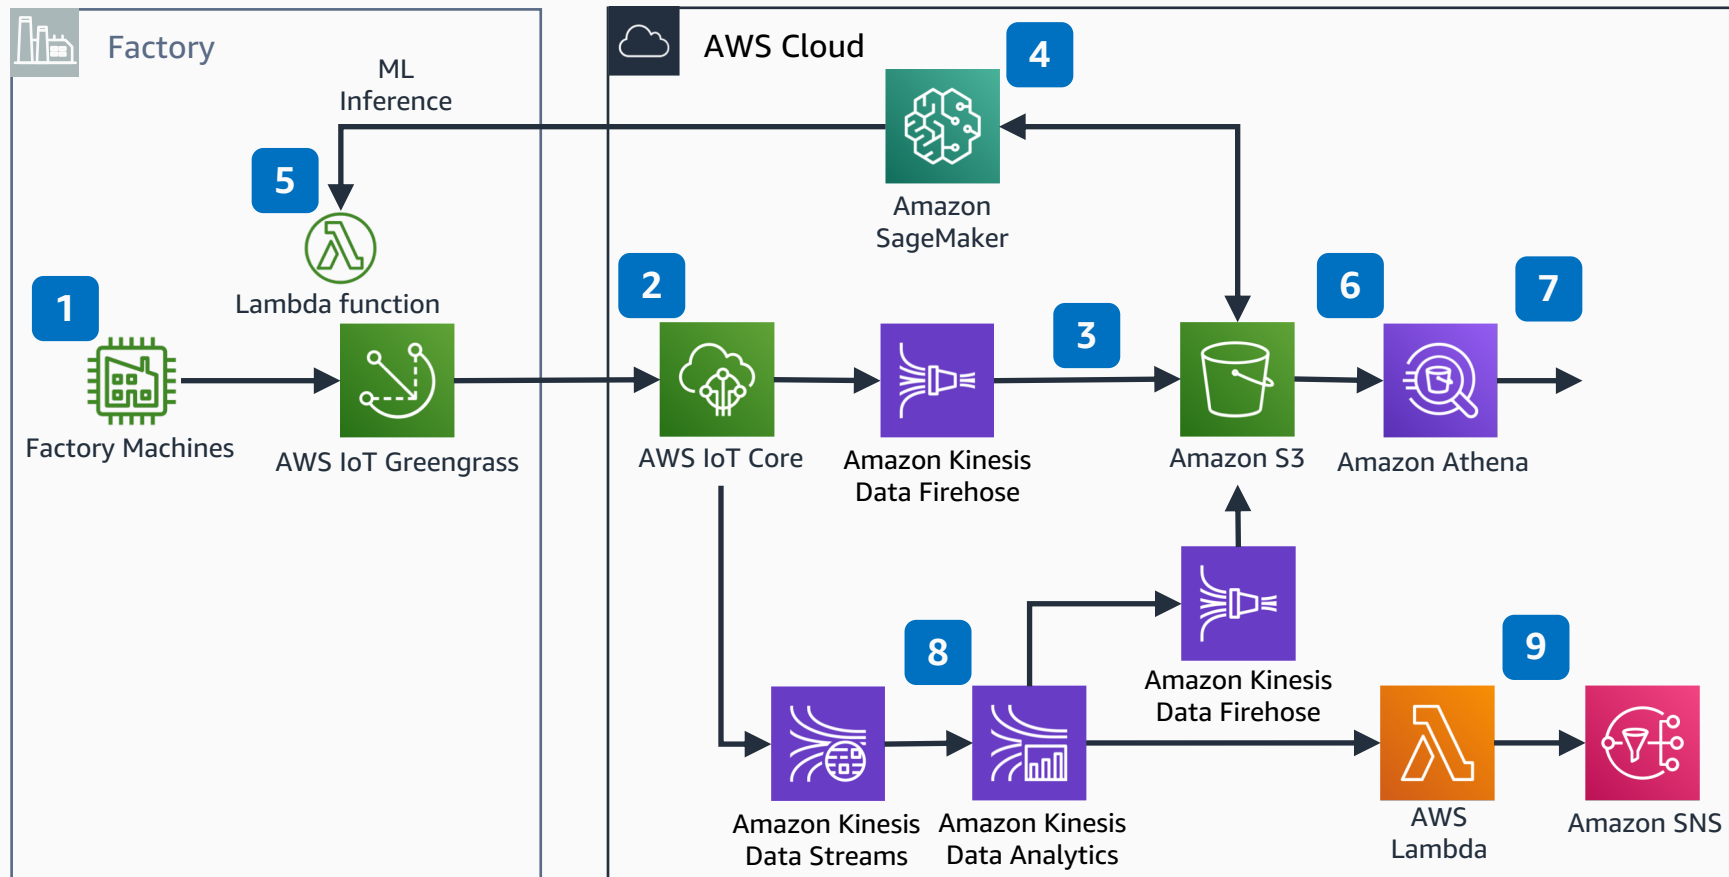 Factory
AWS Cloud
4
ML
Inference
5
Amazon
SageMaker
Lambda function
1
2
3
6
7
Factory Machines
AWS IoT Greengrass
AWS IoT Core
Amazon Kinesis
Data Firehose
Amazon S3
Amazon Athena
8
9
Amazon Kinesis
Data Firehose
Amazon Kinesis
Data Streams
Amazon Kinesis
Data Analytics
AWS
Lambda
Amazon SNS